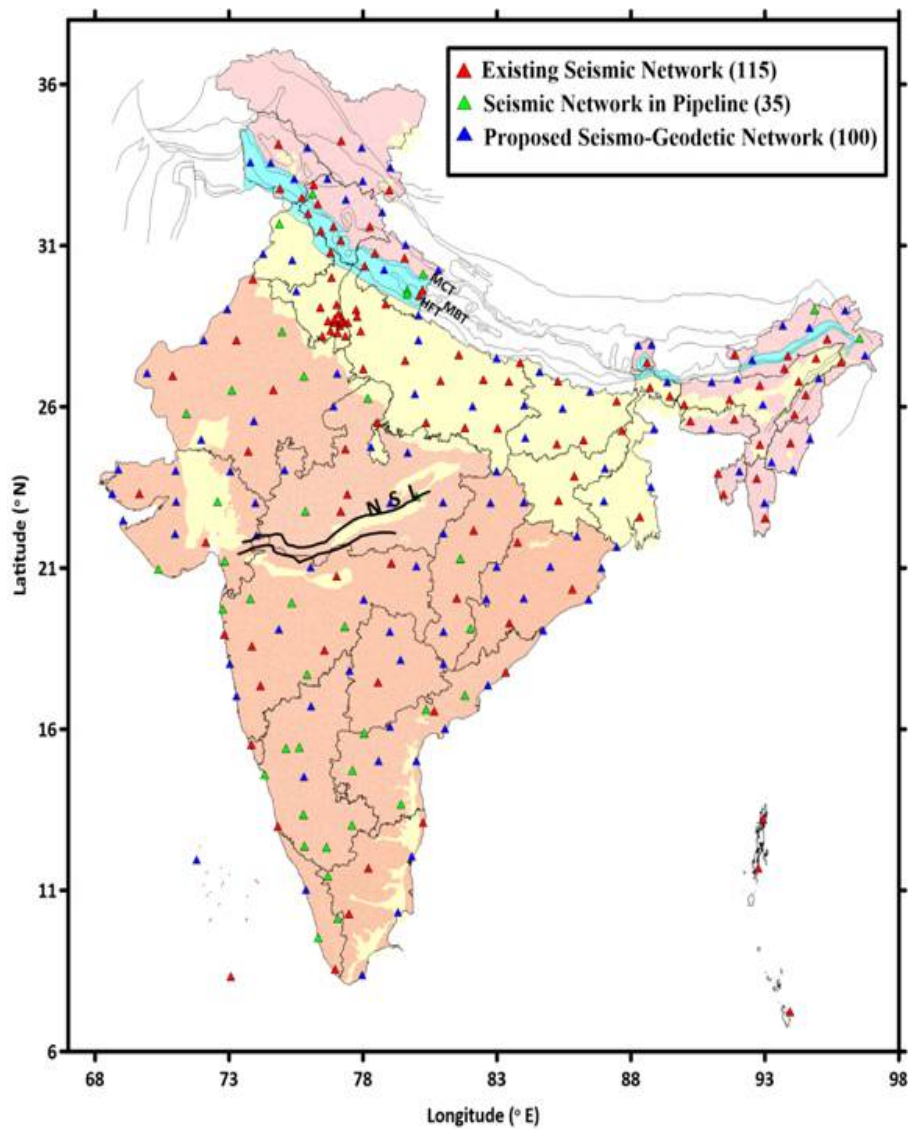 Existing Seismic Network (115)
Seismic Network in Pipeline (35)
Proposed Seismo-Geodetic Network (100)
36
31
26
21
16
11
6
Latitude (° N)
MCT
HFT
MBT
N S L
68
73
78
83
88
93
98
Longitude (° E)